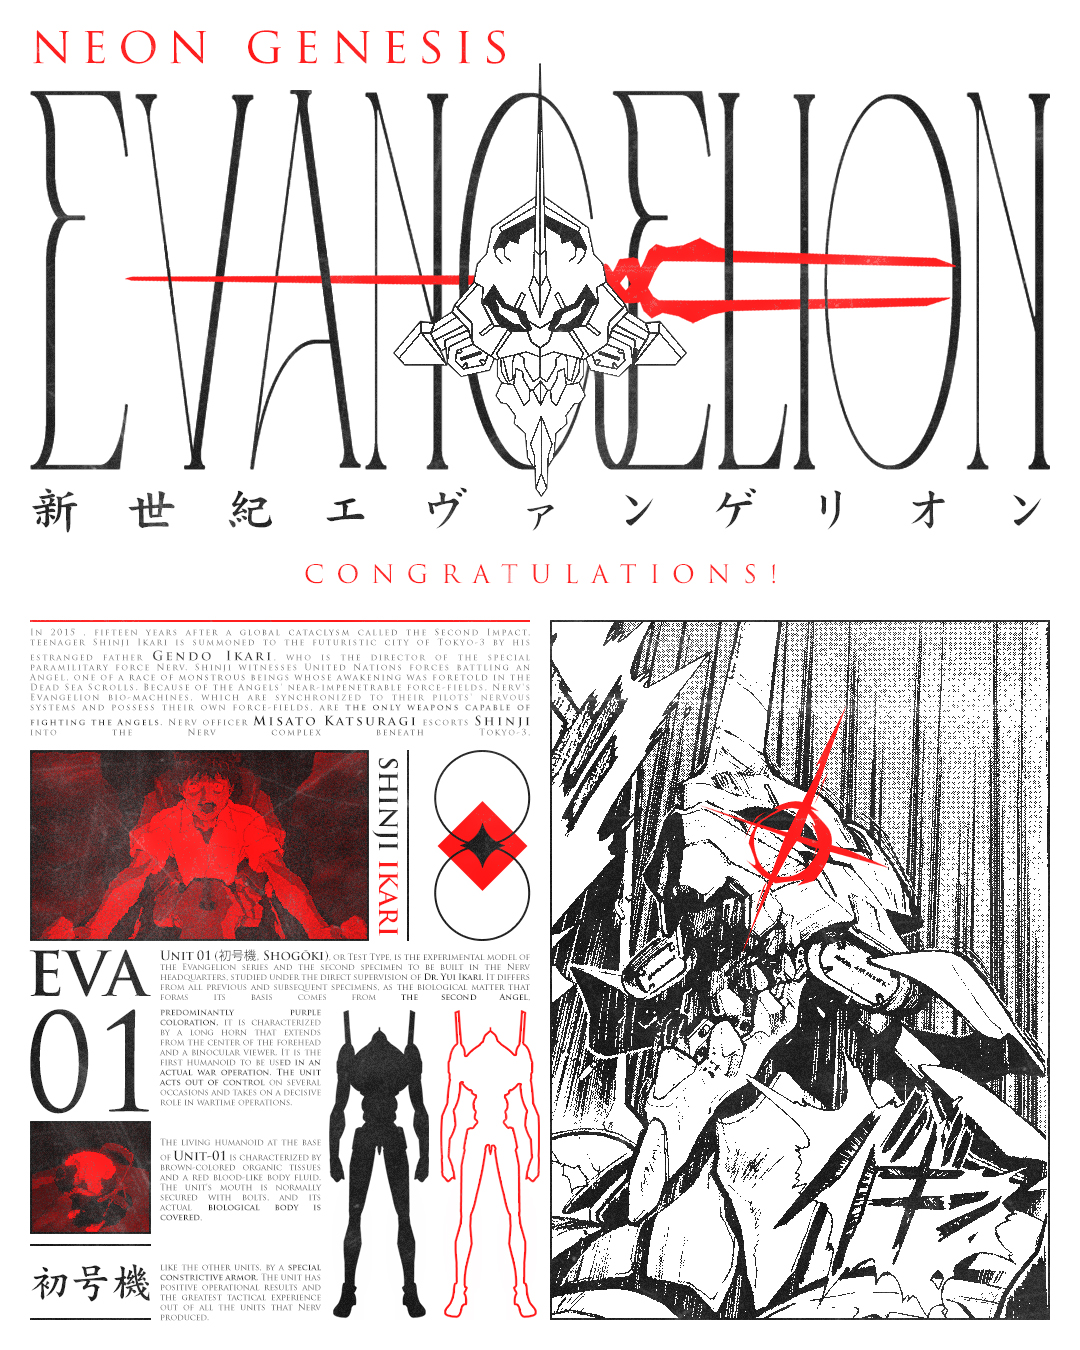 NEON GENESIS
EVANGELION
新世紀エヴァンゲリオン
CONGRATULATIONS!
IN 2015 , FIFTEEN YEARS AFTER A GLOBAL CATACLYSM CALLED THE SECOND IMPACT,
TEENAGER SHINJI IKARI IS SUMMONED TO THE FUTURISTIC CITY OF TOKYO-3 BY HIS
ESTRANGED FATHER GENDO IKARI, WHO IS THE DIRECTOR OF THE SPECIAL
PARAMILITARY FORCE NERV. SHINJI WITNESSES UNITED NATIONS FORCES BATTLING AN
ANGEL, ONE OF A RACE OF MONSTROUS BEINGS WHOSE AWAKENING WAS FORETOLD IN THE
DEAD SEA SCROLLS. BECAUSE OF THE ANGELS' NEAR-IMPENETRABLE FORCE-FIELDS, NERV'S
EVANGELION BIO-MACHINES, WHICH ARE SYNCHRONIZED TO THEIR PILOTS' NERVOUS
SYSTEMS AND POSSESS THEIR OWN FORCE-FIELDS, ARE THE ONLY WEAPONS CAPABLE OF
FIGHTING THE ANGELS. NERV OFFICER MISATO KATSURAGI ESCORTS SHINJI
INTO THE NERV COMPLEX BENEATH TOKYO-3,
SHINJI IKARI
EVA
01
UNIT 01 (初号機, SHOGŌKI), OR TEST TYPE, IS THE EXPERIMENTAL MODEL OF
THE EVANGELION SERIES AND THE SECOND SPECIMEN TO BE BUILT IN THE NERV
HEADQUARTERS, STUDIED UNDER THE DIRECT SUPERVISION OF DR. YUI IKARI. IT DIFFERS
FROM ALL PREVIOUS AND SUBSEQUENT SPECIMENS, AS THE BIOLOGICAL MATTER THAT
FORMS ITS BASIS COMES FROM THE SECOND ANGEL,
PREDOMINANTLY PURPLE
COLORATION, IT IS CHARACTERIZED
BY A LONG HORN THAT EXTENDS
FROM THE CENTER OF THE FOREHEAD
AND A BINOCULAR VIEWER. IT IS THE
FIRST HUMANOID TO BE USED IN AN
ACTUAL WAR OPERATION. THE UNIT
ACTS OUT OF CONTROL ON SEVERAL
OCCASIONS AND TAKES ON A DECISIVE
ROLE IN WARTIME OPERATIONS.
THE LIVING HUMANOID AT THE BASE
OF UNIT-01 IS CHARACTERIZED BY
BROWN-COLORED ORGANIC TISSUES
AND A RED BLOOD-LIKE BODY FLUID.
THE UNIT'S MOUTH IS NORMALLY
SECURED WITH BOLTS, AND ITS
ACTUAL BIOLOGICAL BODY IS
COVERED,
初号機
LIKE THE OTHER UNITS, BY A SPECIAL
CONSTRICTIVE ARMOR. THE UNIT HAS
POSITIVE OPERATIONAL RESULTS AND
THE GREATEST TACTICAL EXPERIENCE
OUT OF ALL THE UNITS THAT NERV
PRODUCED.